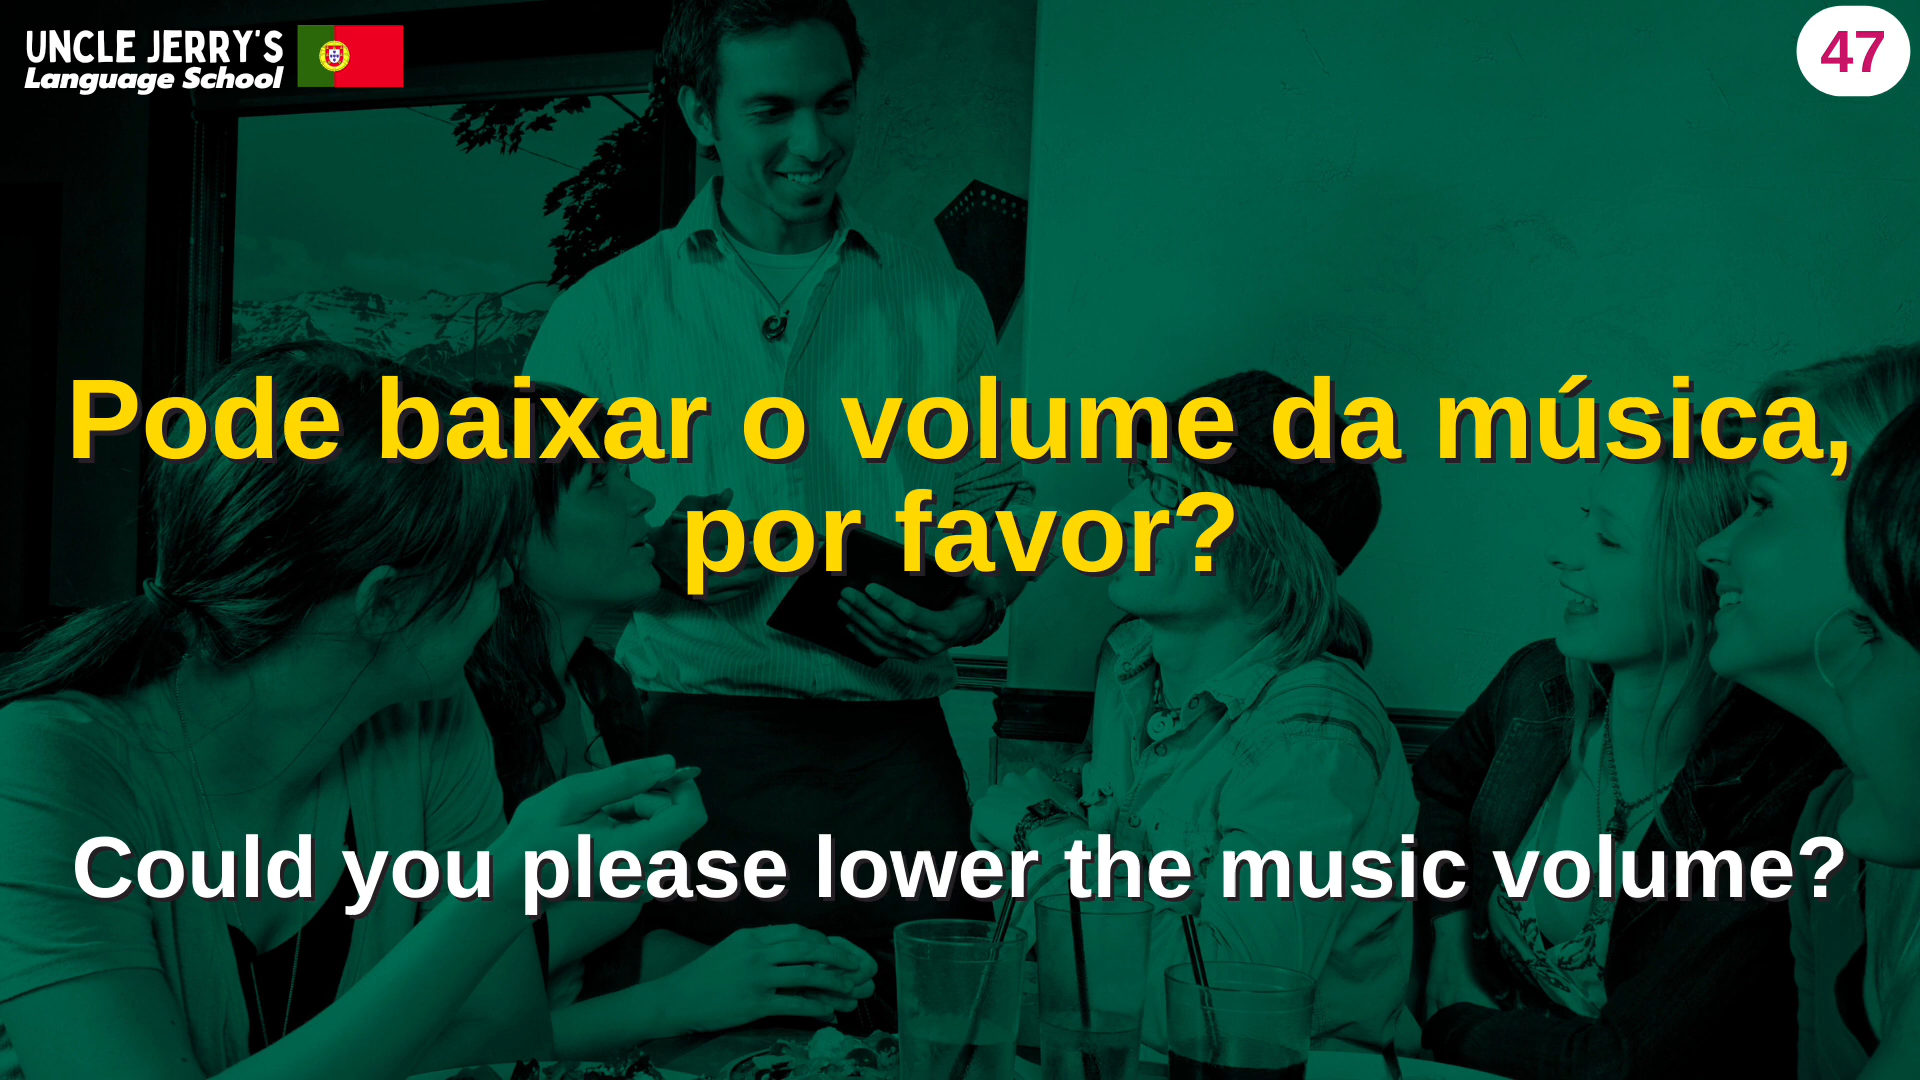 UNCLE JERRY'S
Language School
47
Pode baixar o volume da música,
por favor?
Could you please lower the music volume?